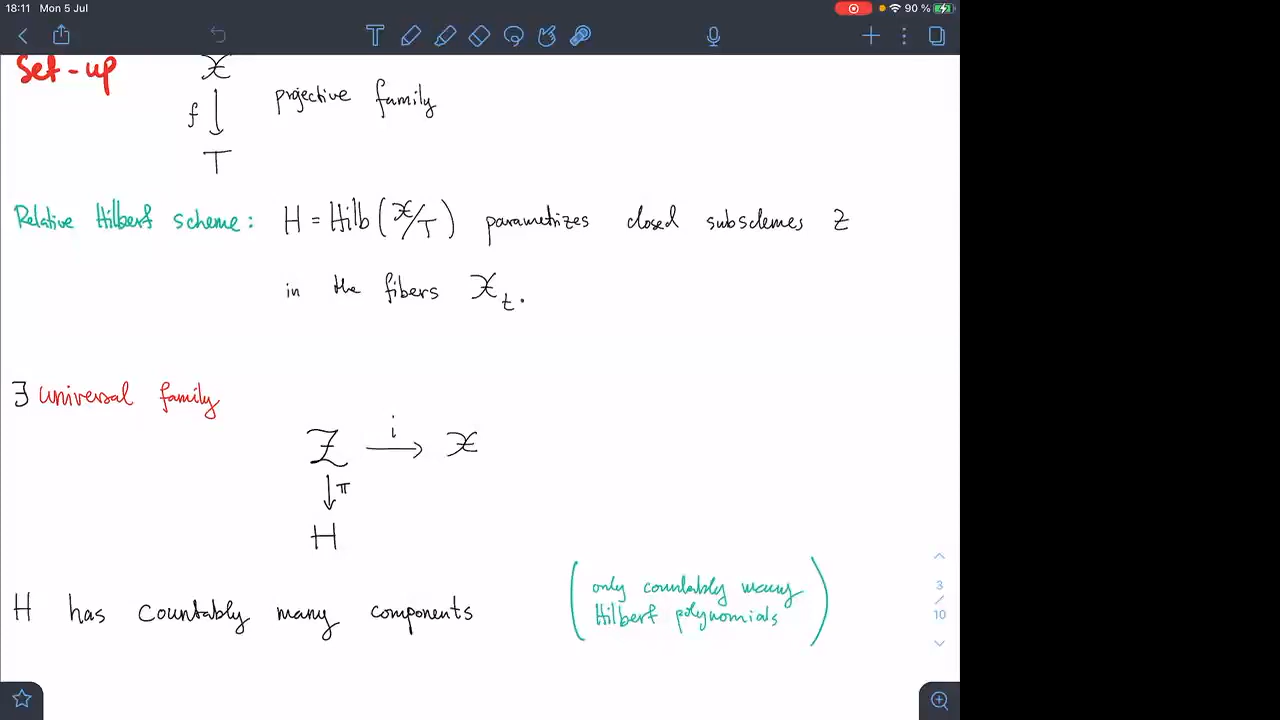 18:11 Mon 5 Jul
90 %
Set-up
𝒳
f ↓ projective family
T
Relative Hilbert scheme: H = Hilb(𝒳/T) parametrizes closed subschemes Z
in the fibers 𝒳_t.
∃ universal family
i
𝒵 → 𝒳
↓ π
H
H has countably many components
(only countably many
Hilbert polynomials)
3
/
10